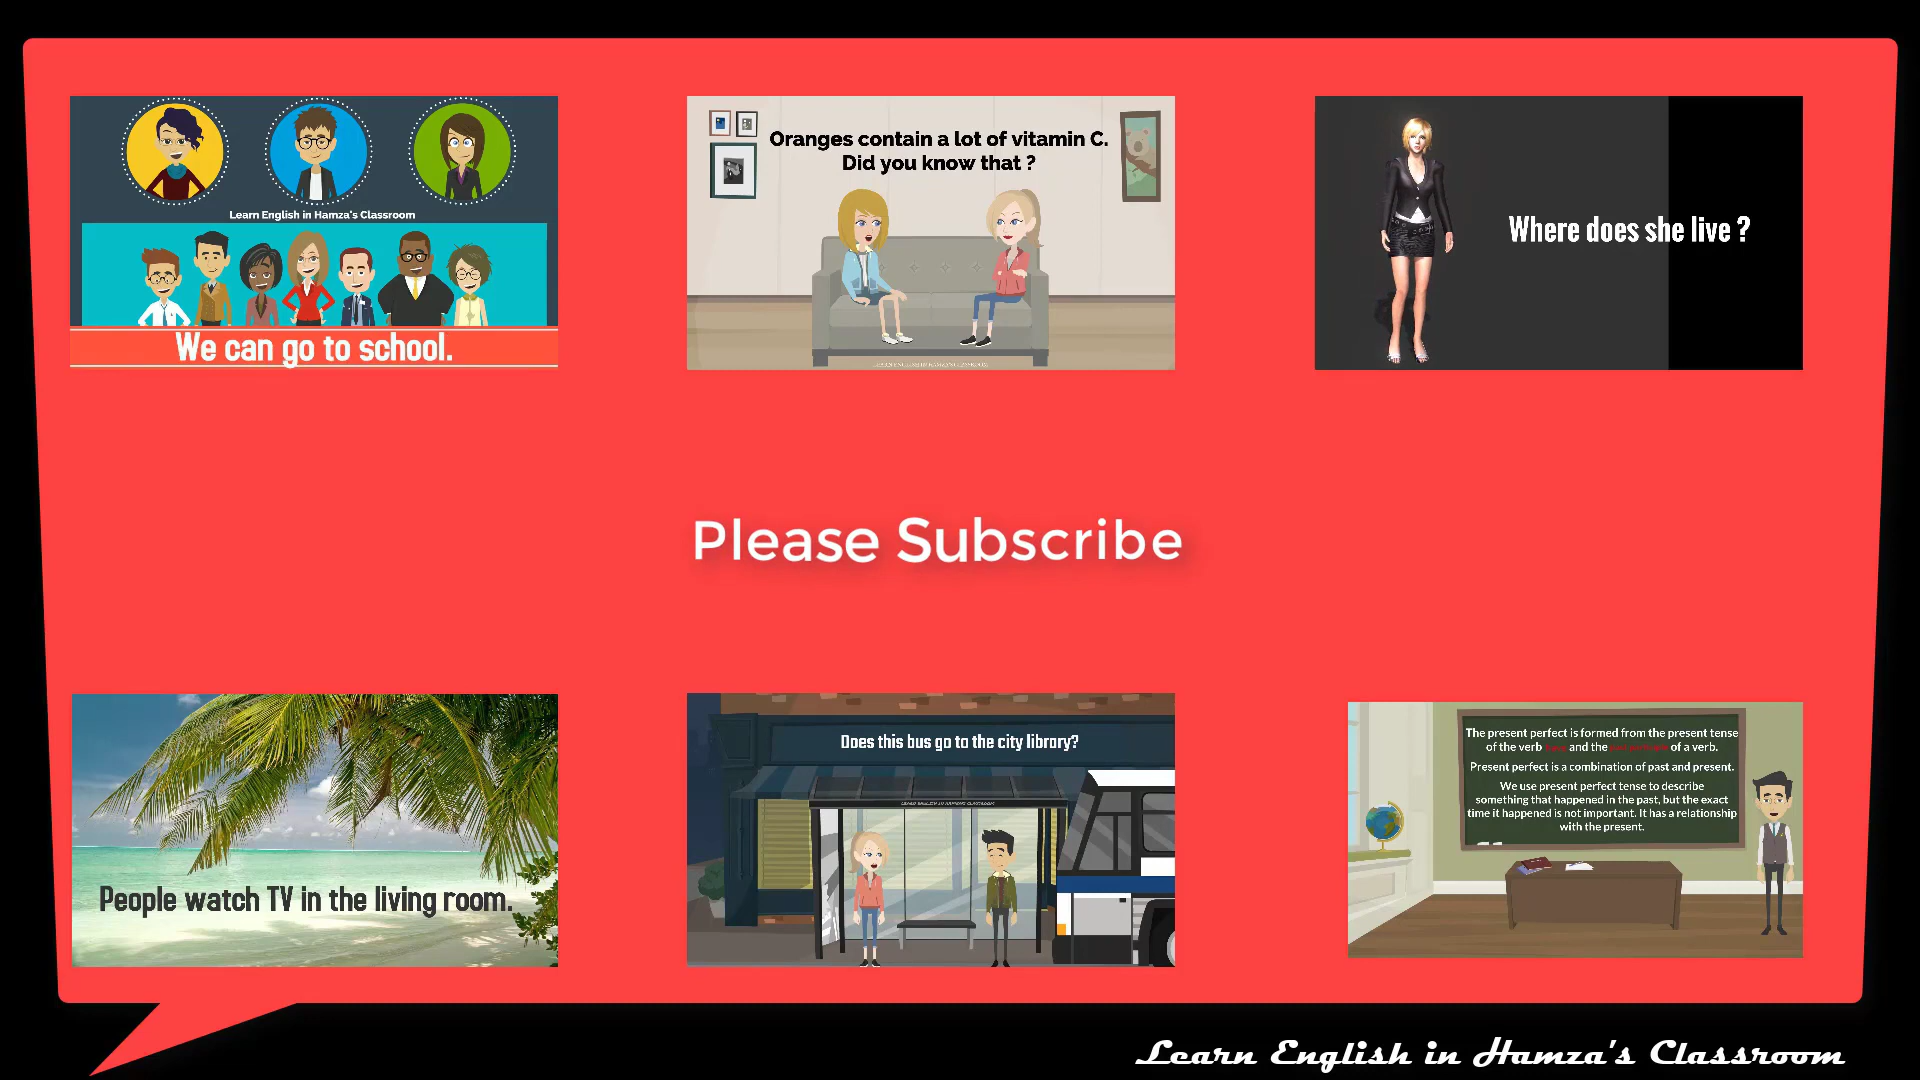 Learn English in Hamza's Classroom
We can go to school.
Oranges contain a lot of vitamin C.
Did you know that ?
Where does she live ?
Please Subscribe
People watch TV in the living room.
Does this bus go to the city library?
The present perfect is formed from the present tense
of the verb and the of a verb.
Present perfect is a combination of past and present.
We use present perfect tense to describe
something that happened in the past, but the exact
time it happened is not important. It has a relationship
with the present.
Learn English in Hamza's Classroom